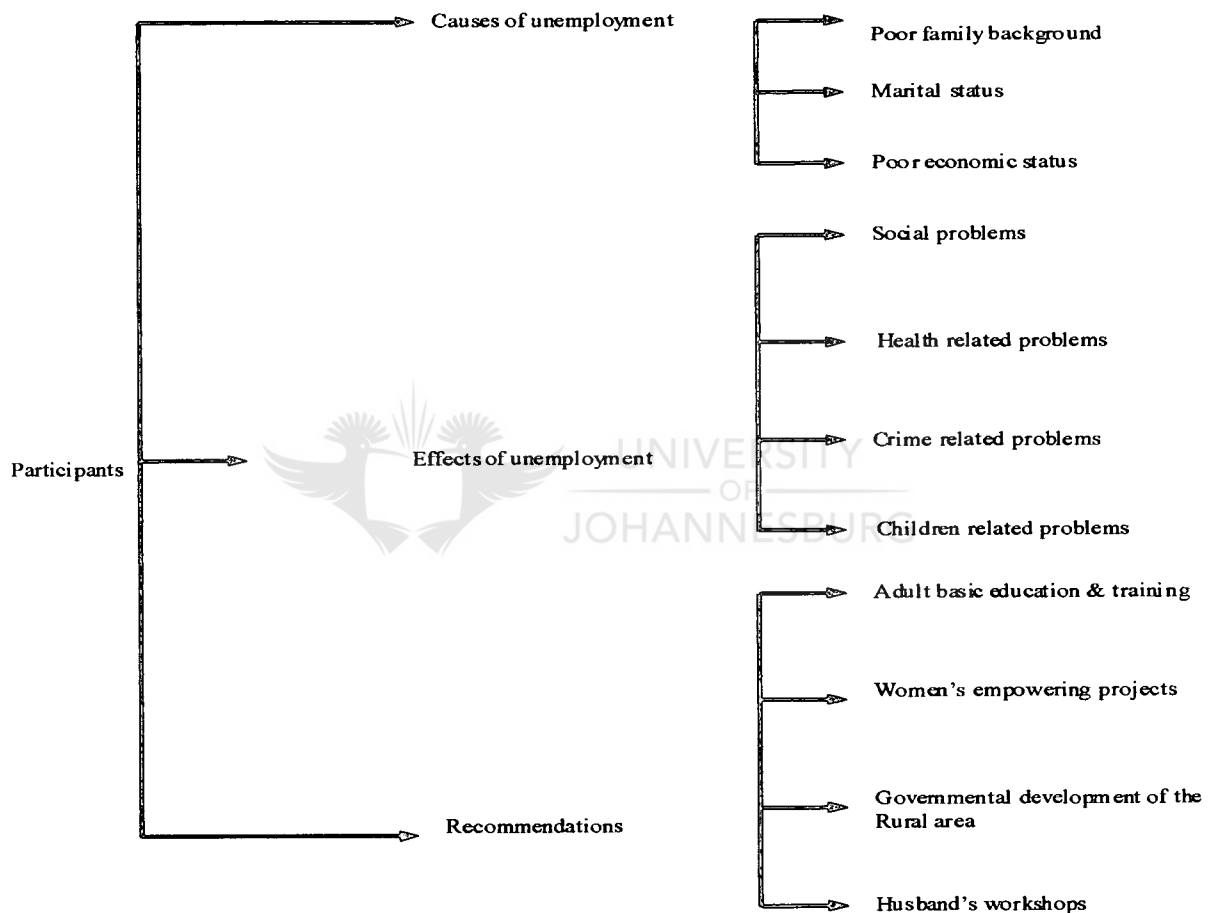 Causes of unemployment
Poor family background
Marital status
Poor economic status
Social problems
Health related problems
Crime related problems
Participants
Effects of unemployment
UNIVERSITY
OF
JOHANNESBURG
Children related problems
Adult basic education & training
Women's empowering projects
Governmental development of the
Rural area
Recommendations
Husband's workshops